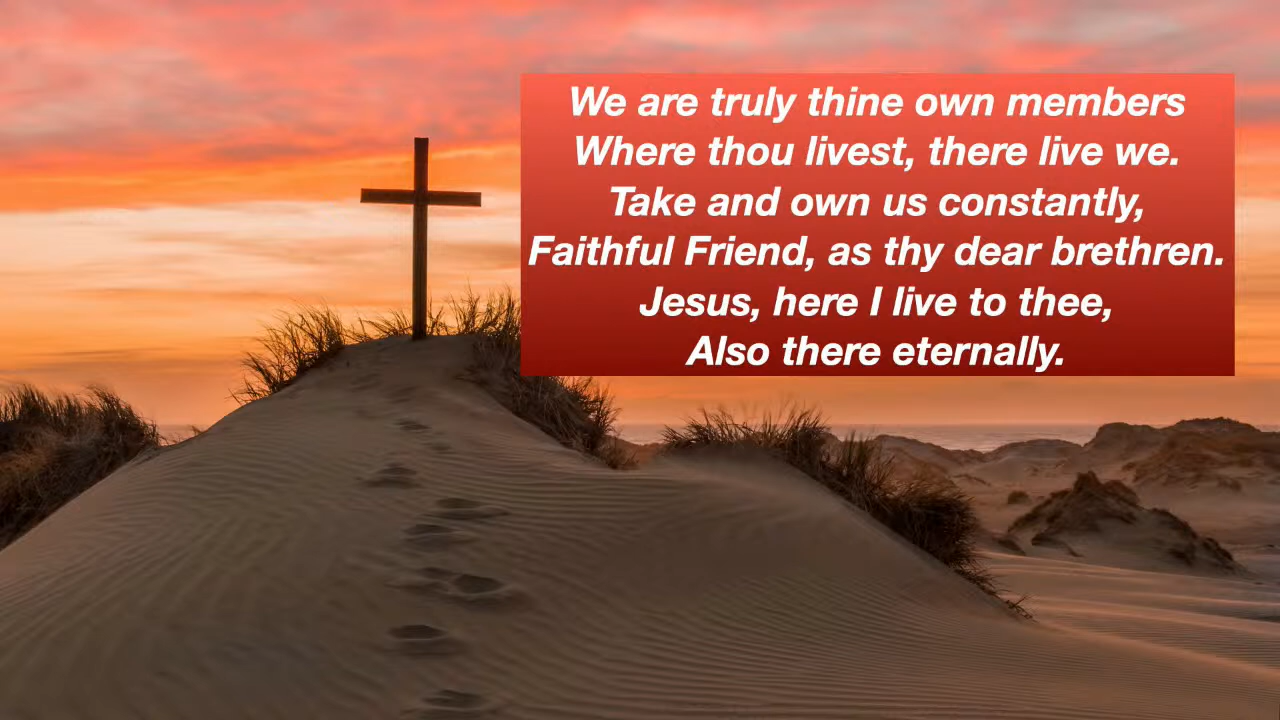 We are truly thine own members
Where thou livest, there live we.
Take and own us constantly,
Faithful Friend, as thy dear brethren.
Jesus, here I live to thee,
Also there eternally.